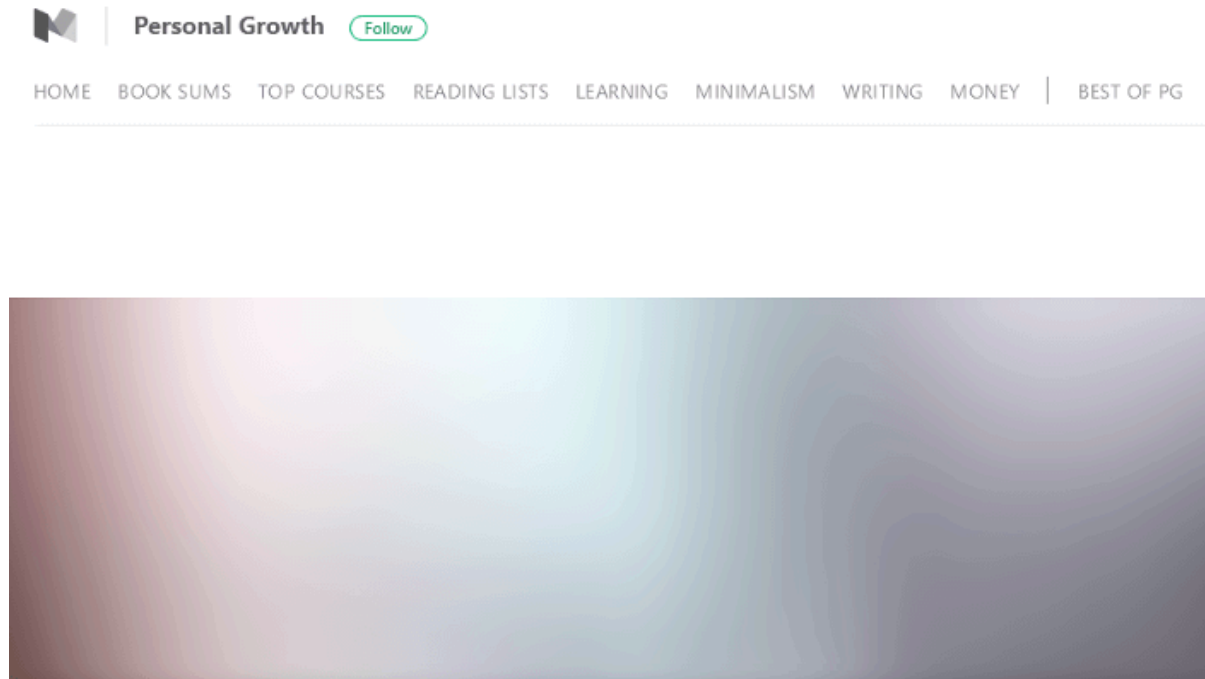 Personal Growth Follow
HOME BOOK SUMS TOP COURSES READING LISTS LEARNING MINIMALISM WRITING MONEY | BEST OF PG